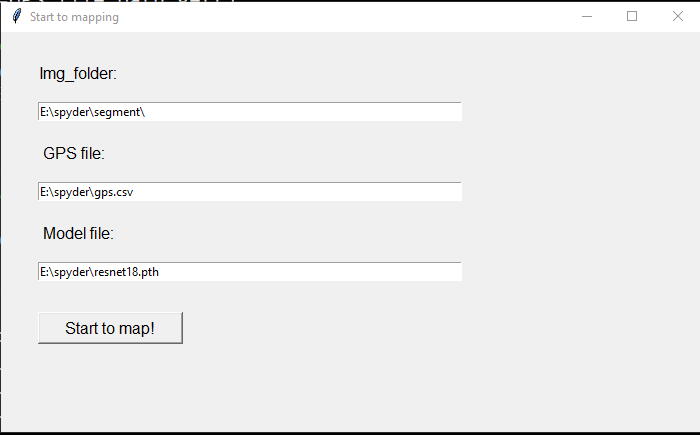 Start to mapping
Img_folder:
E:\spyder\segment\
GPS file:
E:\spyder\gps.csv
Model file:
E:\spyder\resnet18.pth
Start to map!